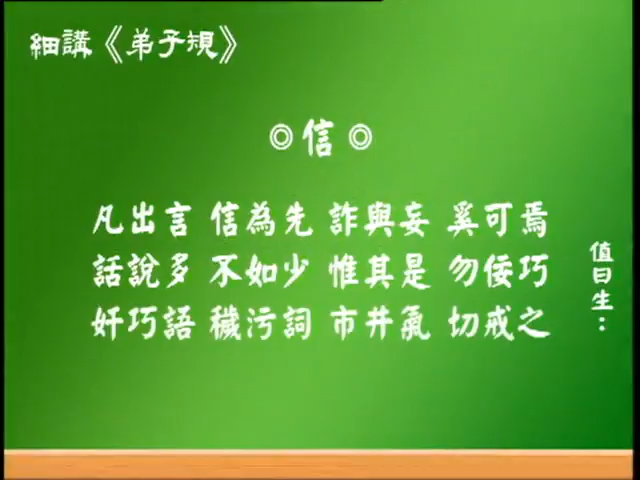 細講《弟子規》
◎信◎
凡出言 信為先 詐與妄 奚可焉
話說多 不如少 惟其是 勿佞巧
奸巧語 穢污詞 市井氣 切戒之
值日生：